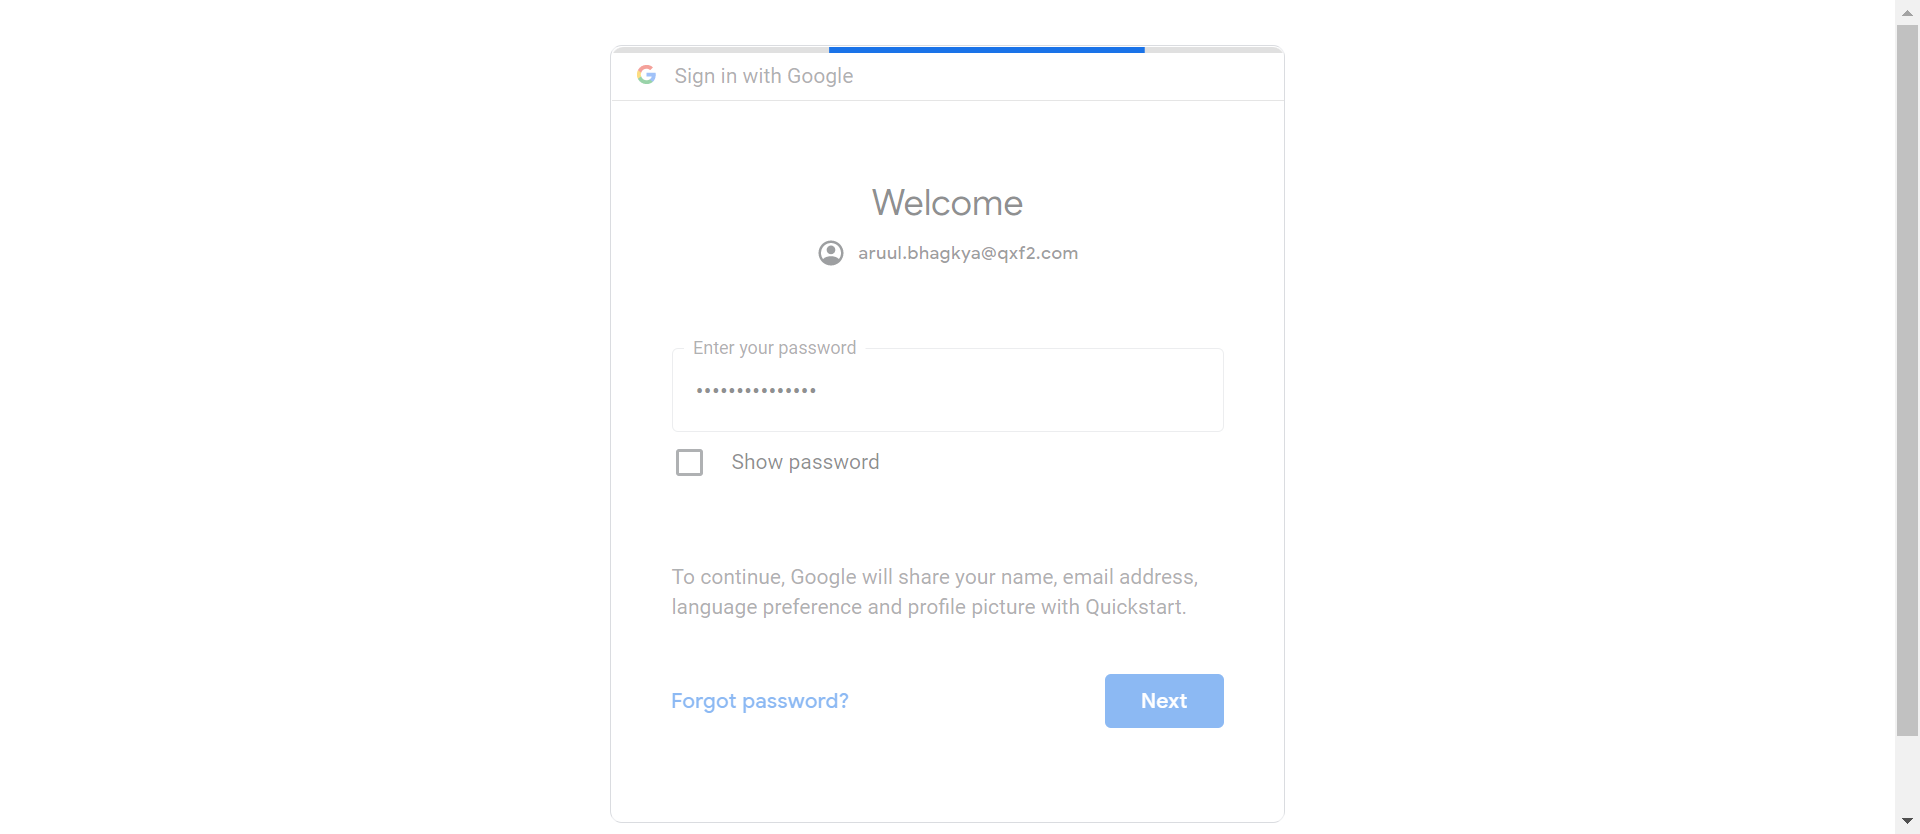 Sign in with Google
Welcome
aruul.bhagkya@qxf2.com
Enter your password
•••••••••••••••
Show password
To continue, Google will share your name, email address,
language preference and profile picture with Quickstart.
Forgot password?
Next